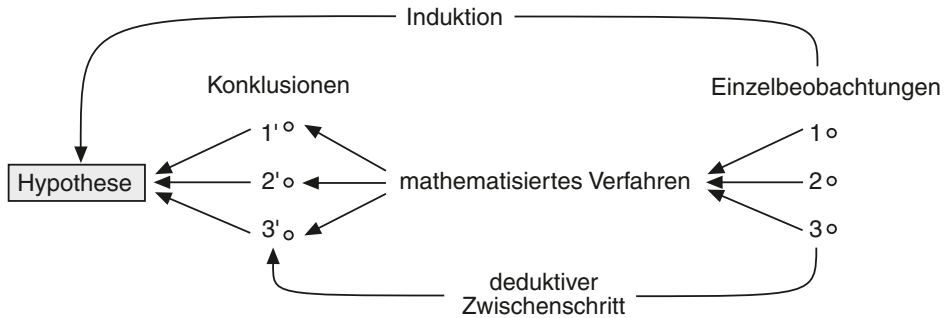 Induktion
Konklusionen
Einzelbeobachtungen
1'
1
Hypothese
2'
mathematisiertes Verfahren
2
3'
3
deduktiver
Zwischenschritt